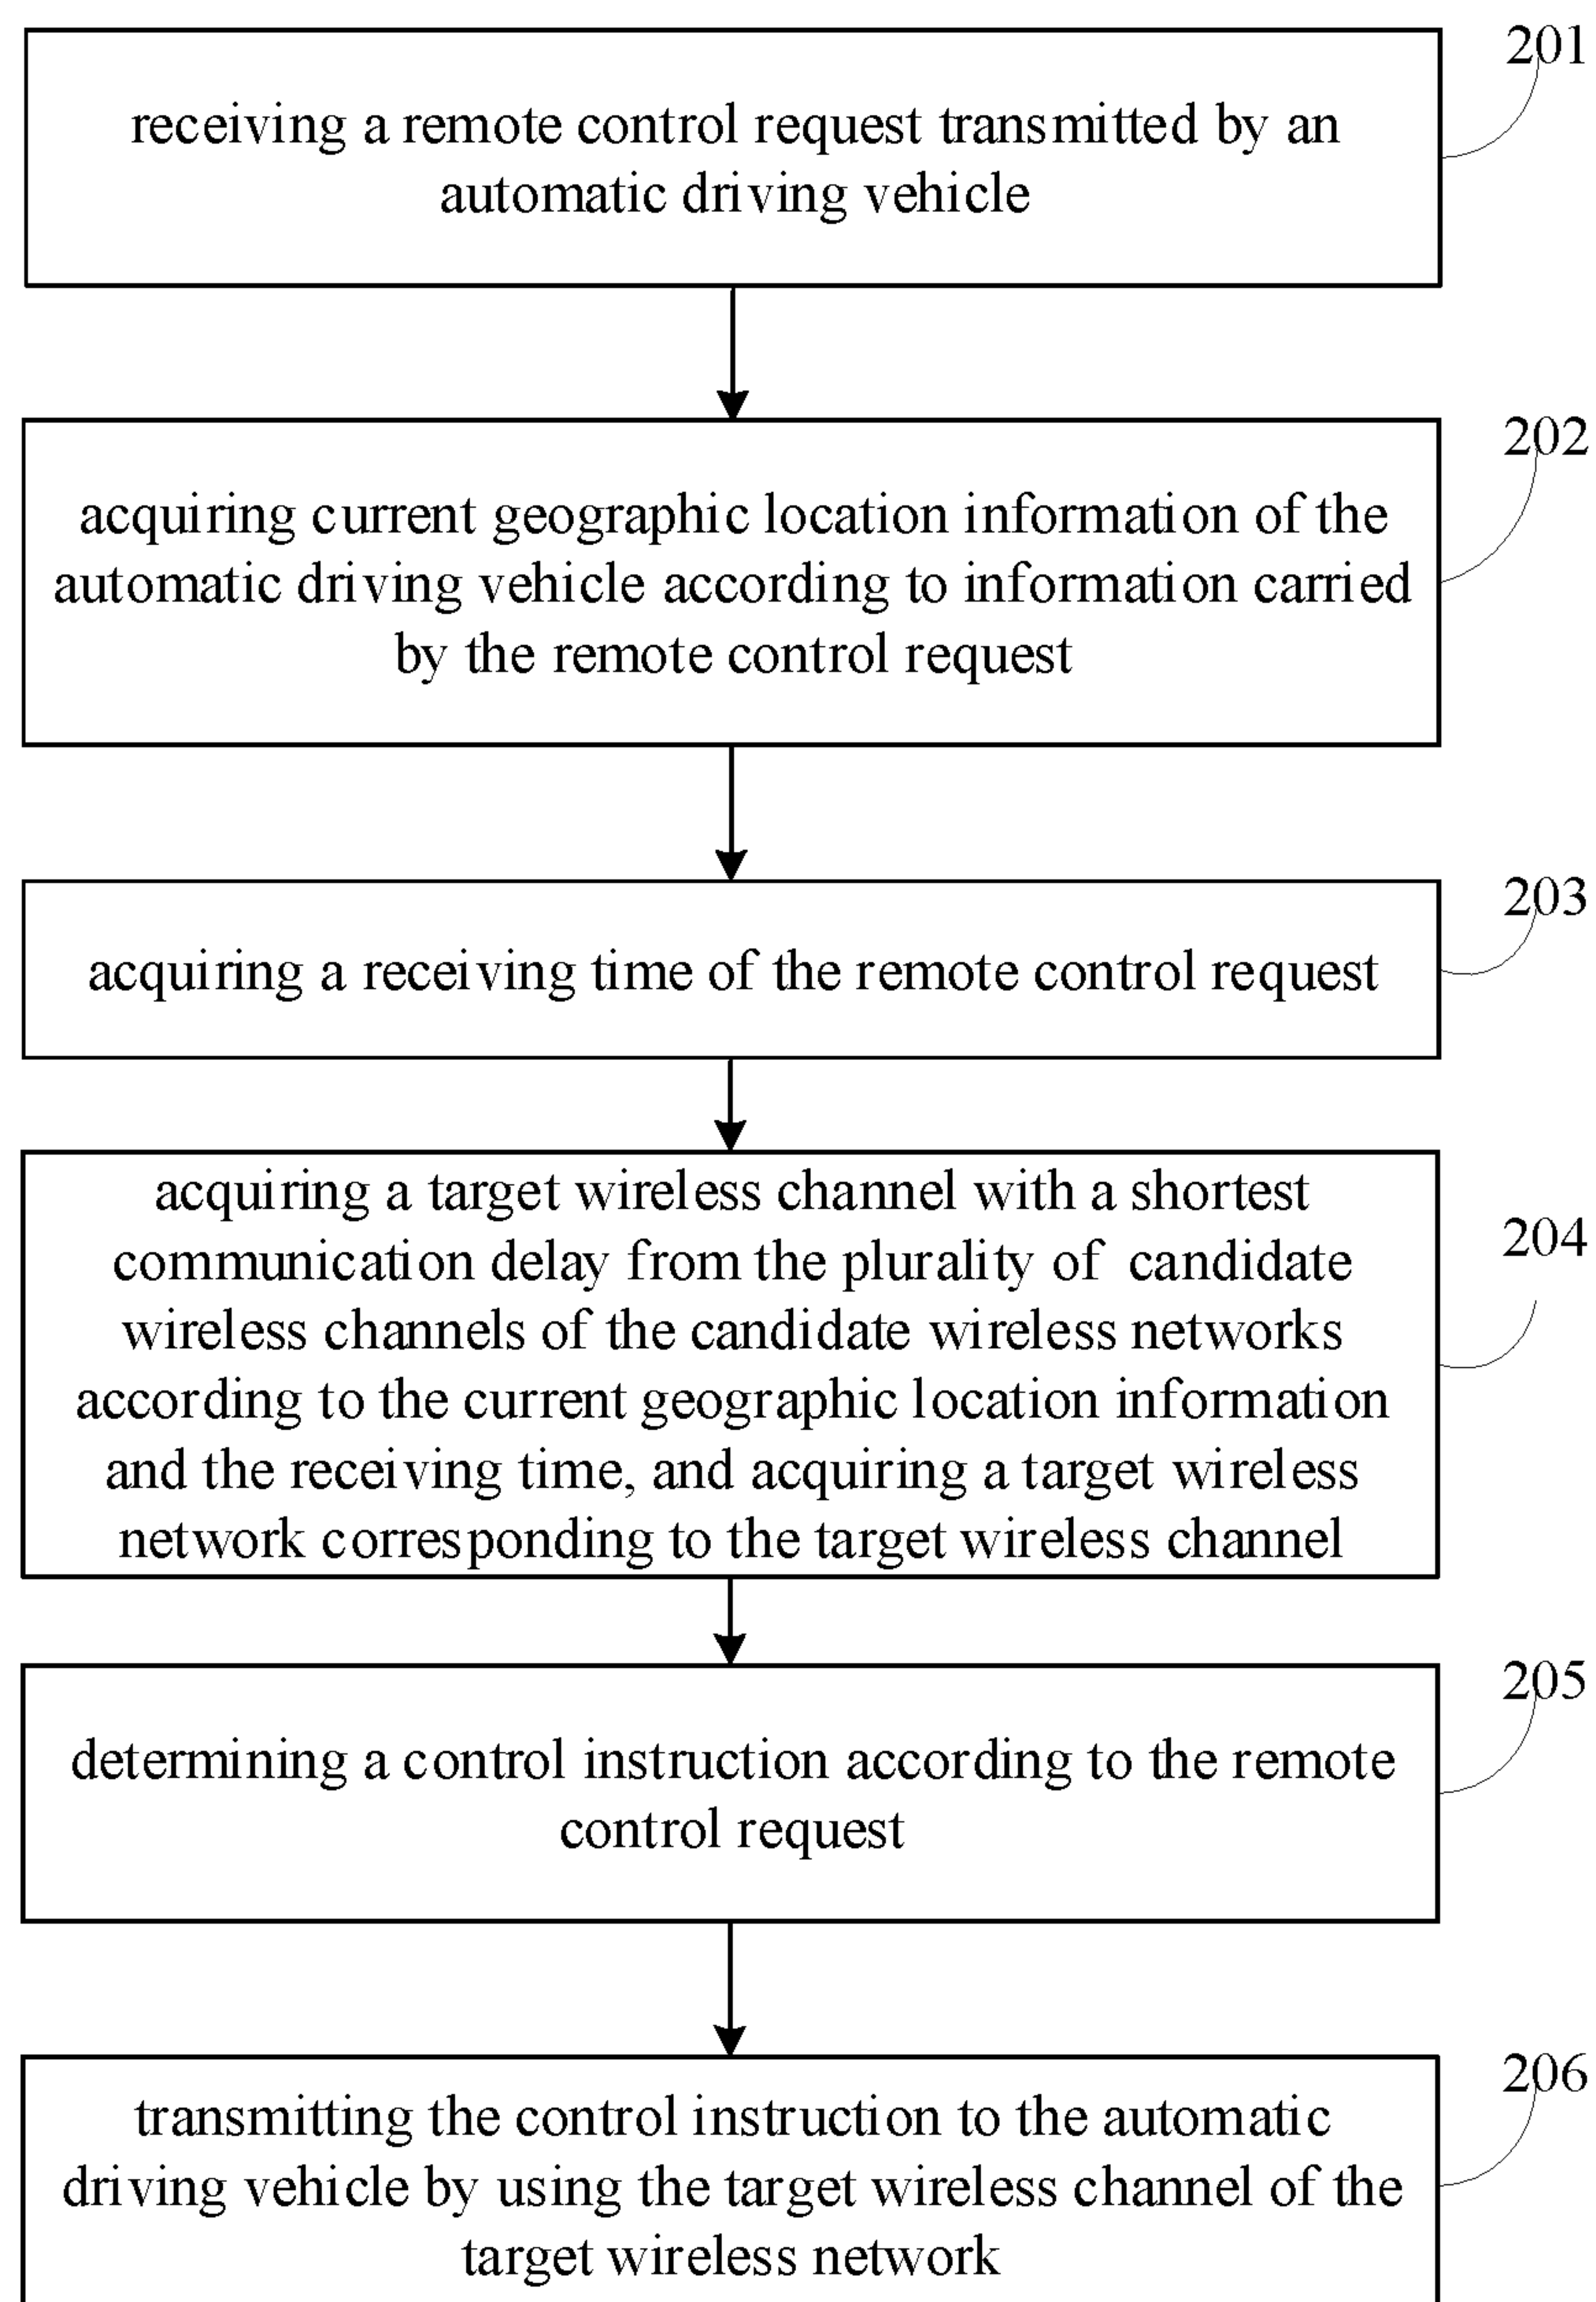 201
receiving a remote control request transmitted by an
automatic driving vehicle
202
acquiring current geographic location information of the
automatic driving vehicle according to information carried
by the remote control request
203
acquiring a receiving time of the remote control request
acquiring a target wireless channel with a shortest
204
communication delay from the plurality of candidate
wireless channels of the candidate wireless networks
according to the current geographic location information
and the receiving time, and acquiring a target wireless
network corresponding to the target wireless channel
205
determining a control instruction according to the remote
control request
206
transmitting the control instruction to the automatic
driving vehicle by using the target wireless channel of the
target wireless network